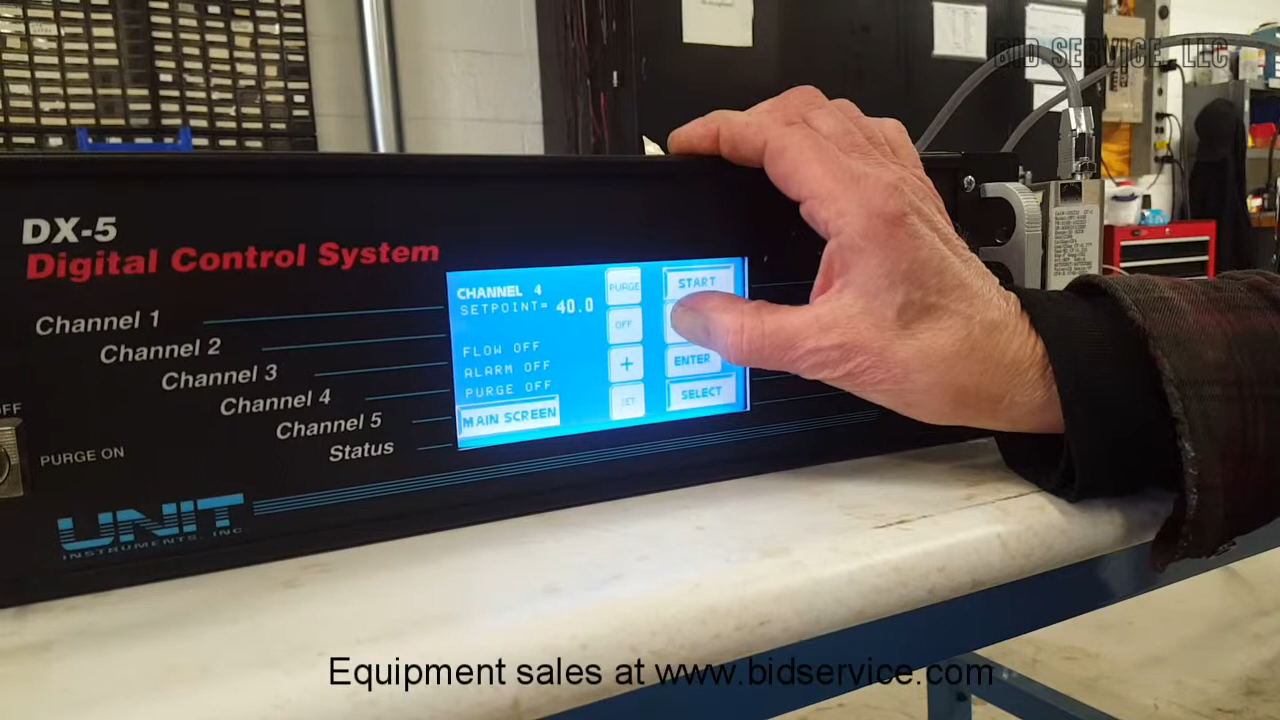 BID SERVICE, LLC
DX-5
Digital Control System
Channel 1
Channel 2
Channel 3
Channel 4
Channel 5
Status
OFF
PURGE ON
UNIT
INSTRUMENTS, INC
CHANNEL 4
SETPOINT= 40.0
FLOW OFF
ALARM OFF
PURGE OFF
MAIN SCREEN
PURGE
OFF
+
SET
START
ENTER
SELECT
Equipment sales at www.bidservice.com